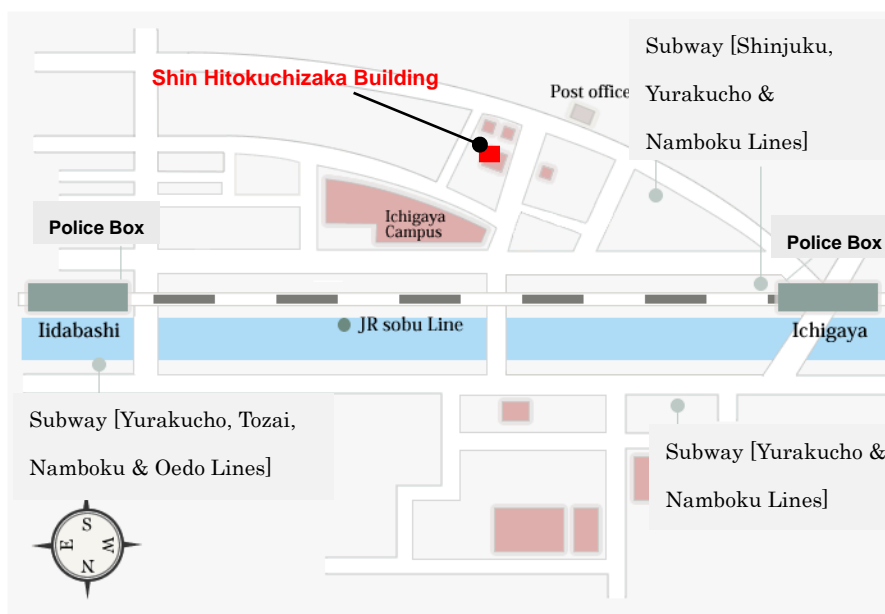 Subway [Shinjuku,
Yurakucho &
Namboku Lines]
Shin Hitokuchizaka Building
Post office
Ichigaya
Campus
Police Box
Police Box
Iidabashi
JR sobu Line
Ichigaya
Subway [Yurakucho, Tozai,
Namboku & Oedo Lines]
Subway [Yurakucho &
Namboku Lines]
S
E
W
N